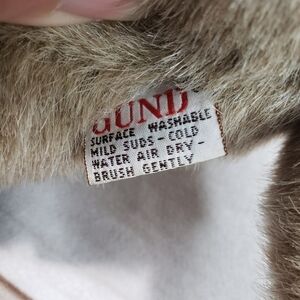 GUND
SURFACE WASHABLE
MILD SUDS--COLD
WATER AIR DRY-
BRUSH GENTLY